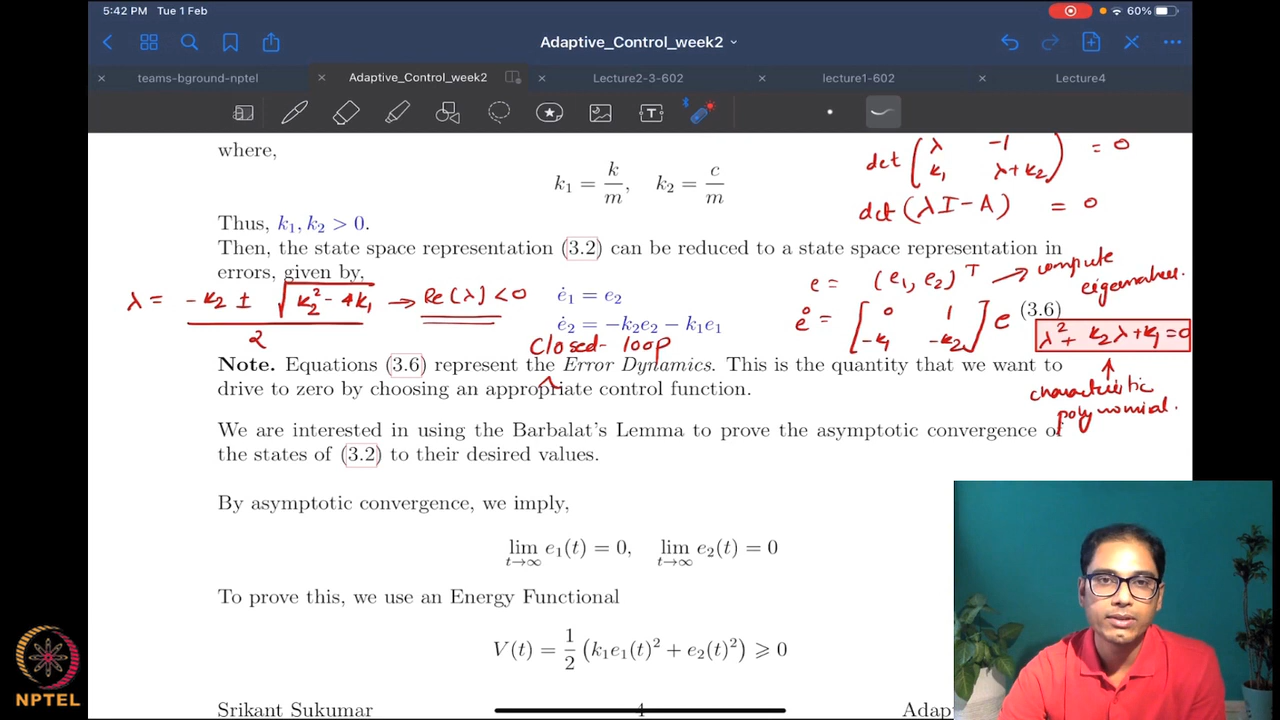 5:42 PM Tue 1 Feb
60%
Adaptive_Control_week2
teams-bground-nptel
Adaptive_Control_week2
Lecture2-3-602
lecture1-602
Lecture4
where,
k₁ = k/m, k₂ = c/m
det (λ -1
k₁ λ+k₂) = 0
det (λI - A) = 0
Thus, k₁, k₂ > 0.
Then, the state space representation (3.2) can be reduced to a state space representation in
errors, given by,
e = (e₁, e₂)ᵀ → compute
eigenvalues.
λ = (-k₂ ± √(k₂² - 4k₁))/2 → Re(λ) < 0
ė₁ = e₂
ė₂ = −k₂e₂ − k₁e₁
(3.6)
ė = [0 1
-k₁ -k₂] e
λ² + k₂λ + k₁ = 0
characteristic
polynomial.
Closed-loop
Note. Equations (3.6) represent the Error Dynamics. This is the quantity that we want to
drive to zero by choosing an appropriate control function.
We are interested in using the Barbalat's Lemma to prove the asymptotic convergence of
the states of (3.2) to their desired values.
By asymptotic convergence, we imply,
lim t→∞ e₁(t) = 0, lim t→∞ e₂(t) = 0
To prove this, we use an Energy Functional
V(t) = 1/2 (k₁e₁(t)² + e₂(t)²) ⩾ 0
Srikant Sukumar
4
Adap
NPTEL